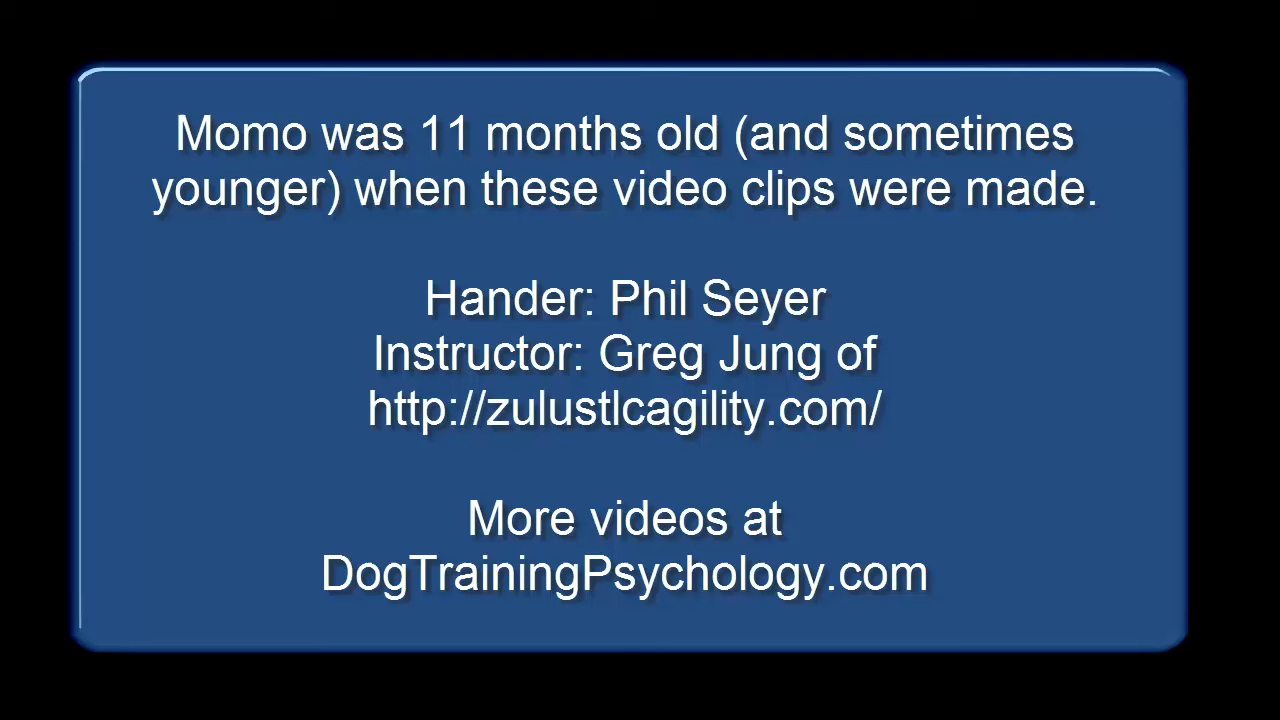 Momo was 11 months old (and sometimes
younger) when these video clips were made.
Hander: Phil Seyer
Instructor: Greg Jung of
http://zulustlcagility.com/
More videos at
DogTrainingPsychology.com